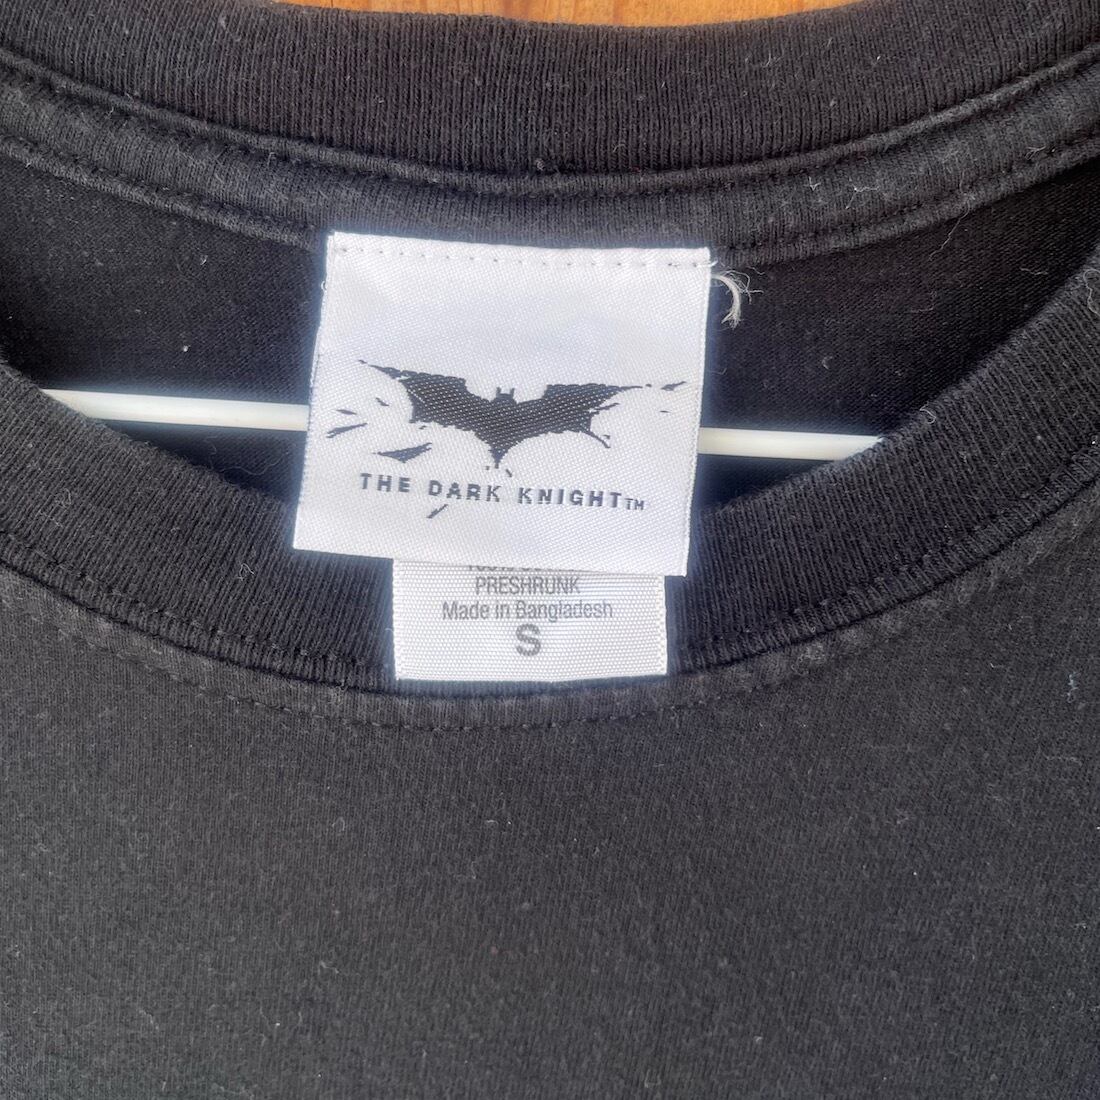 THE DARK KNIGHT™
PRESHRUNK
Made in Bangladesh
S